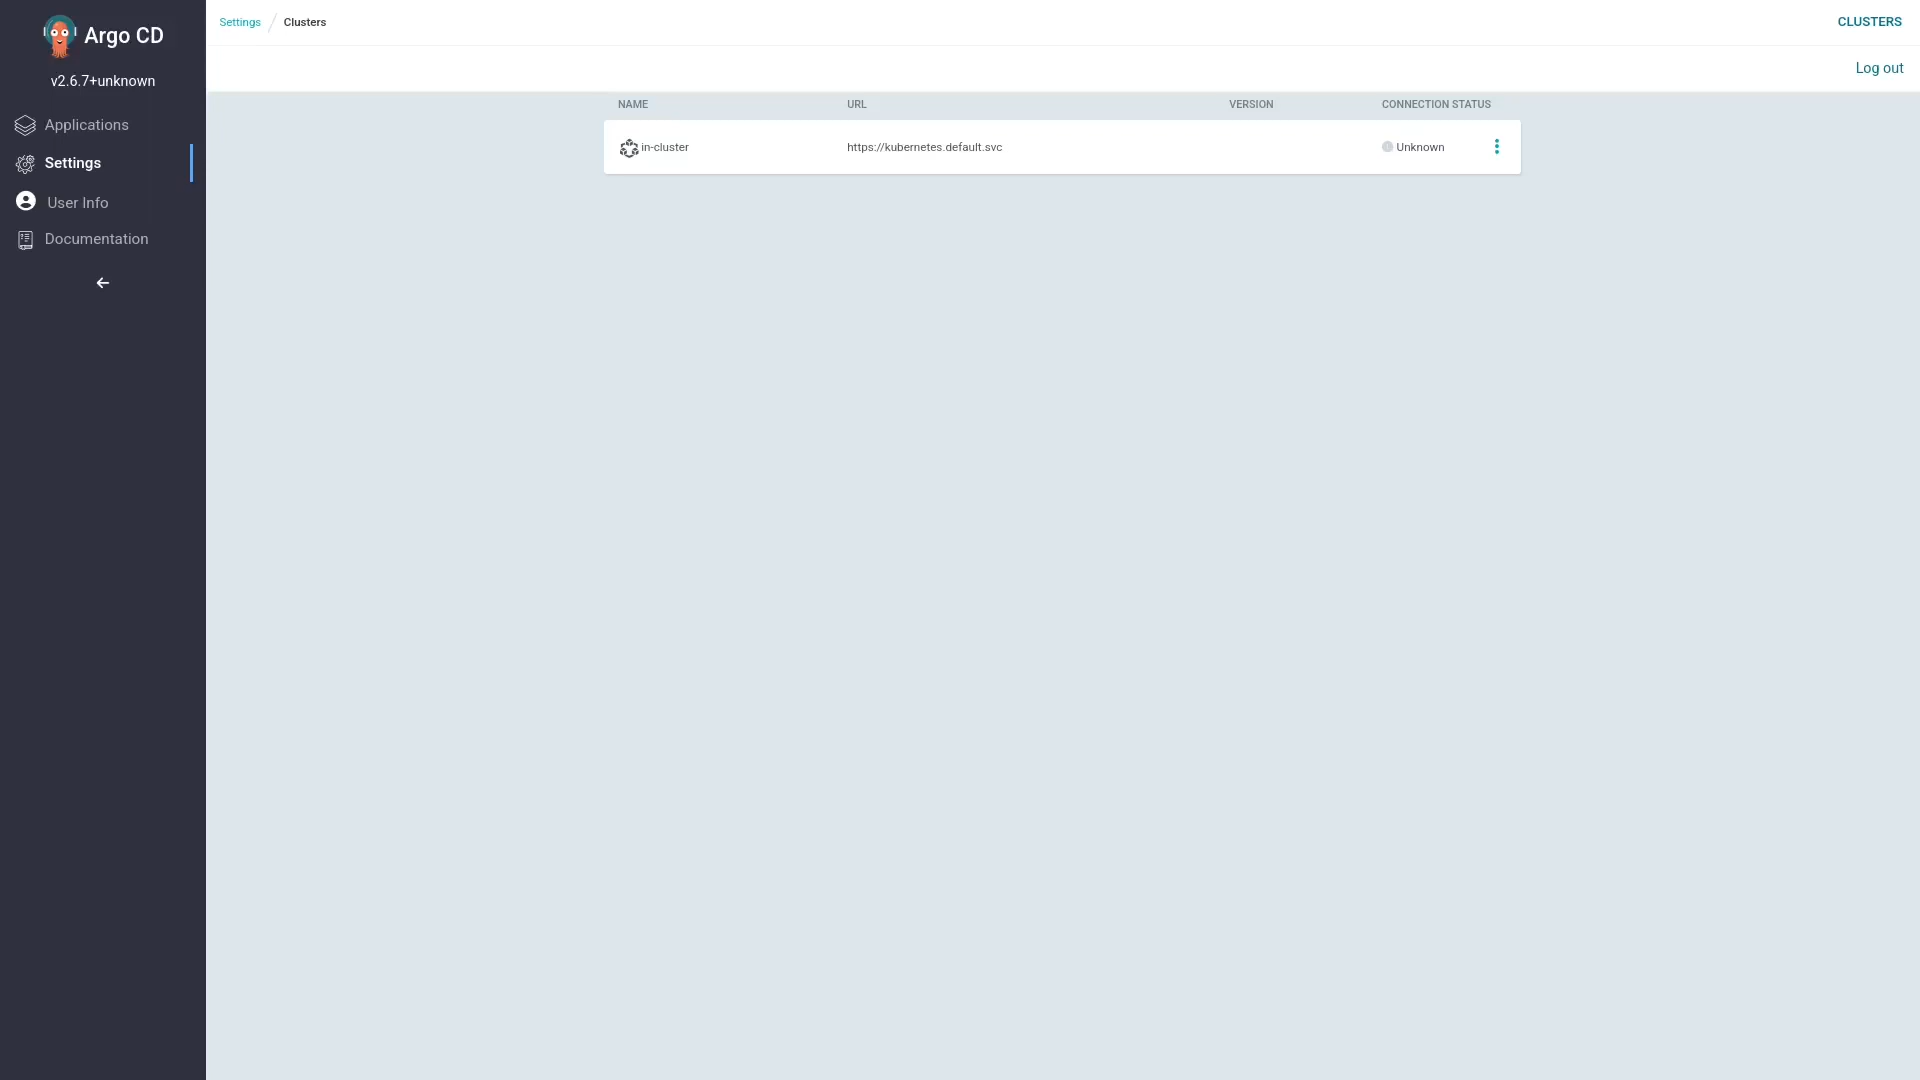 Argo CD
v2.6.7+unknown
Applications
Settings
User Info
Documentation
Settings / Clusters
CLUSTERS
Log out
NAME URL VERSION CONNECTION STATUS
in-cluster https://kubernetes.default.svc Unknown